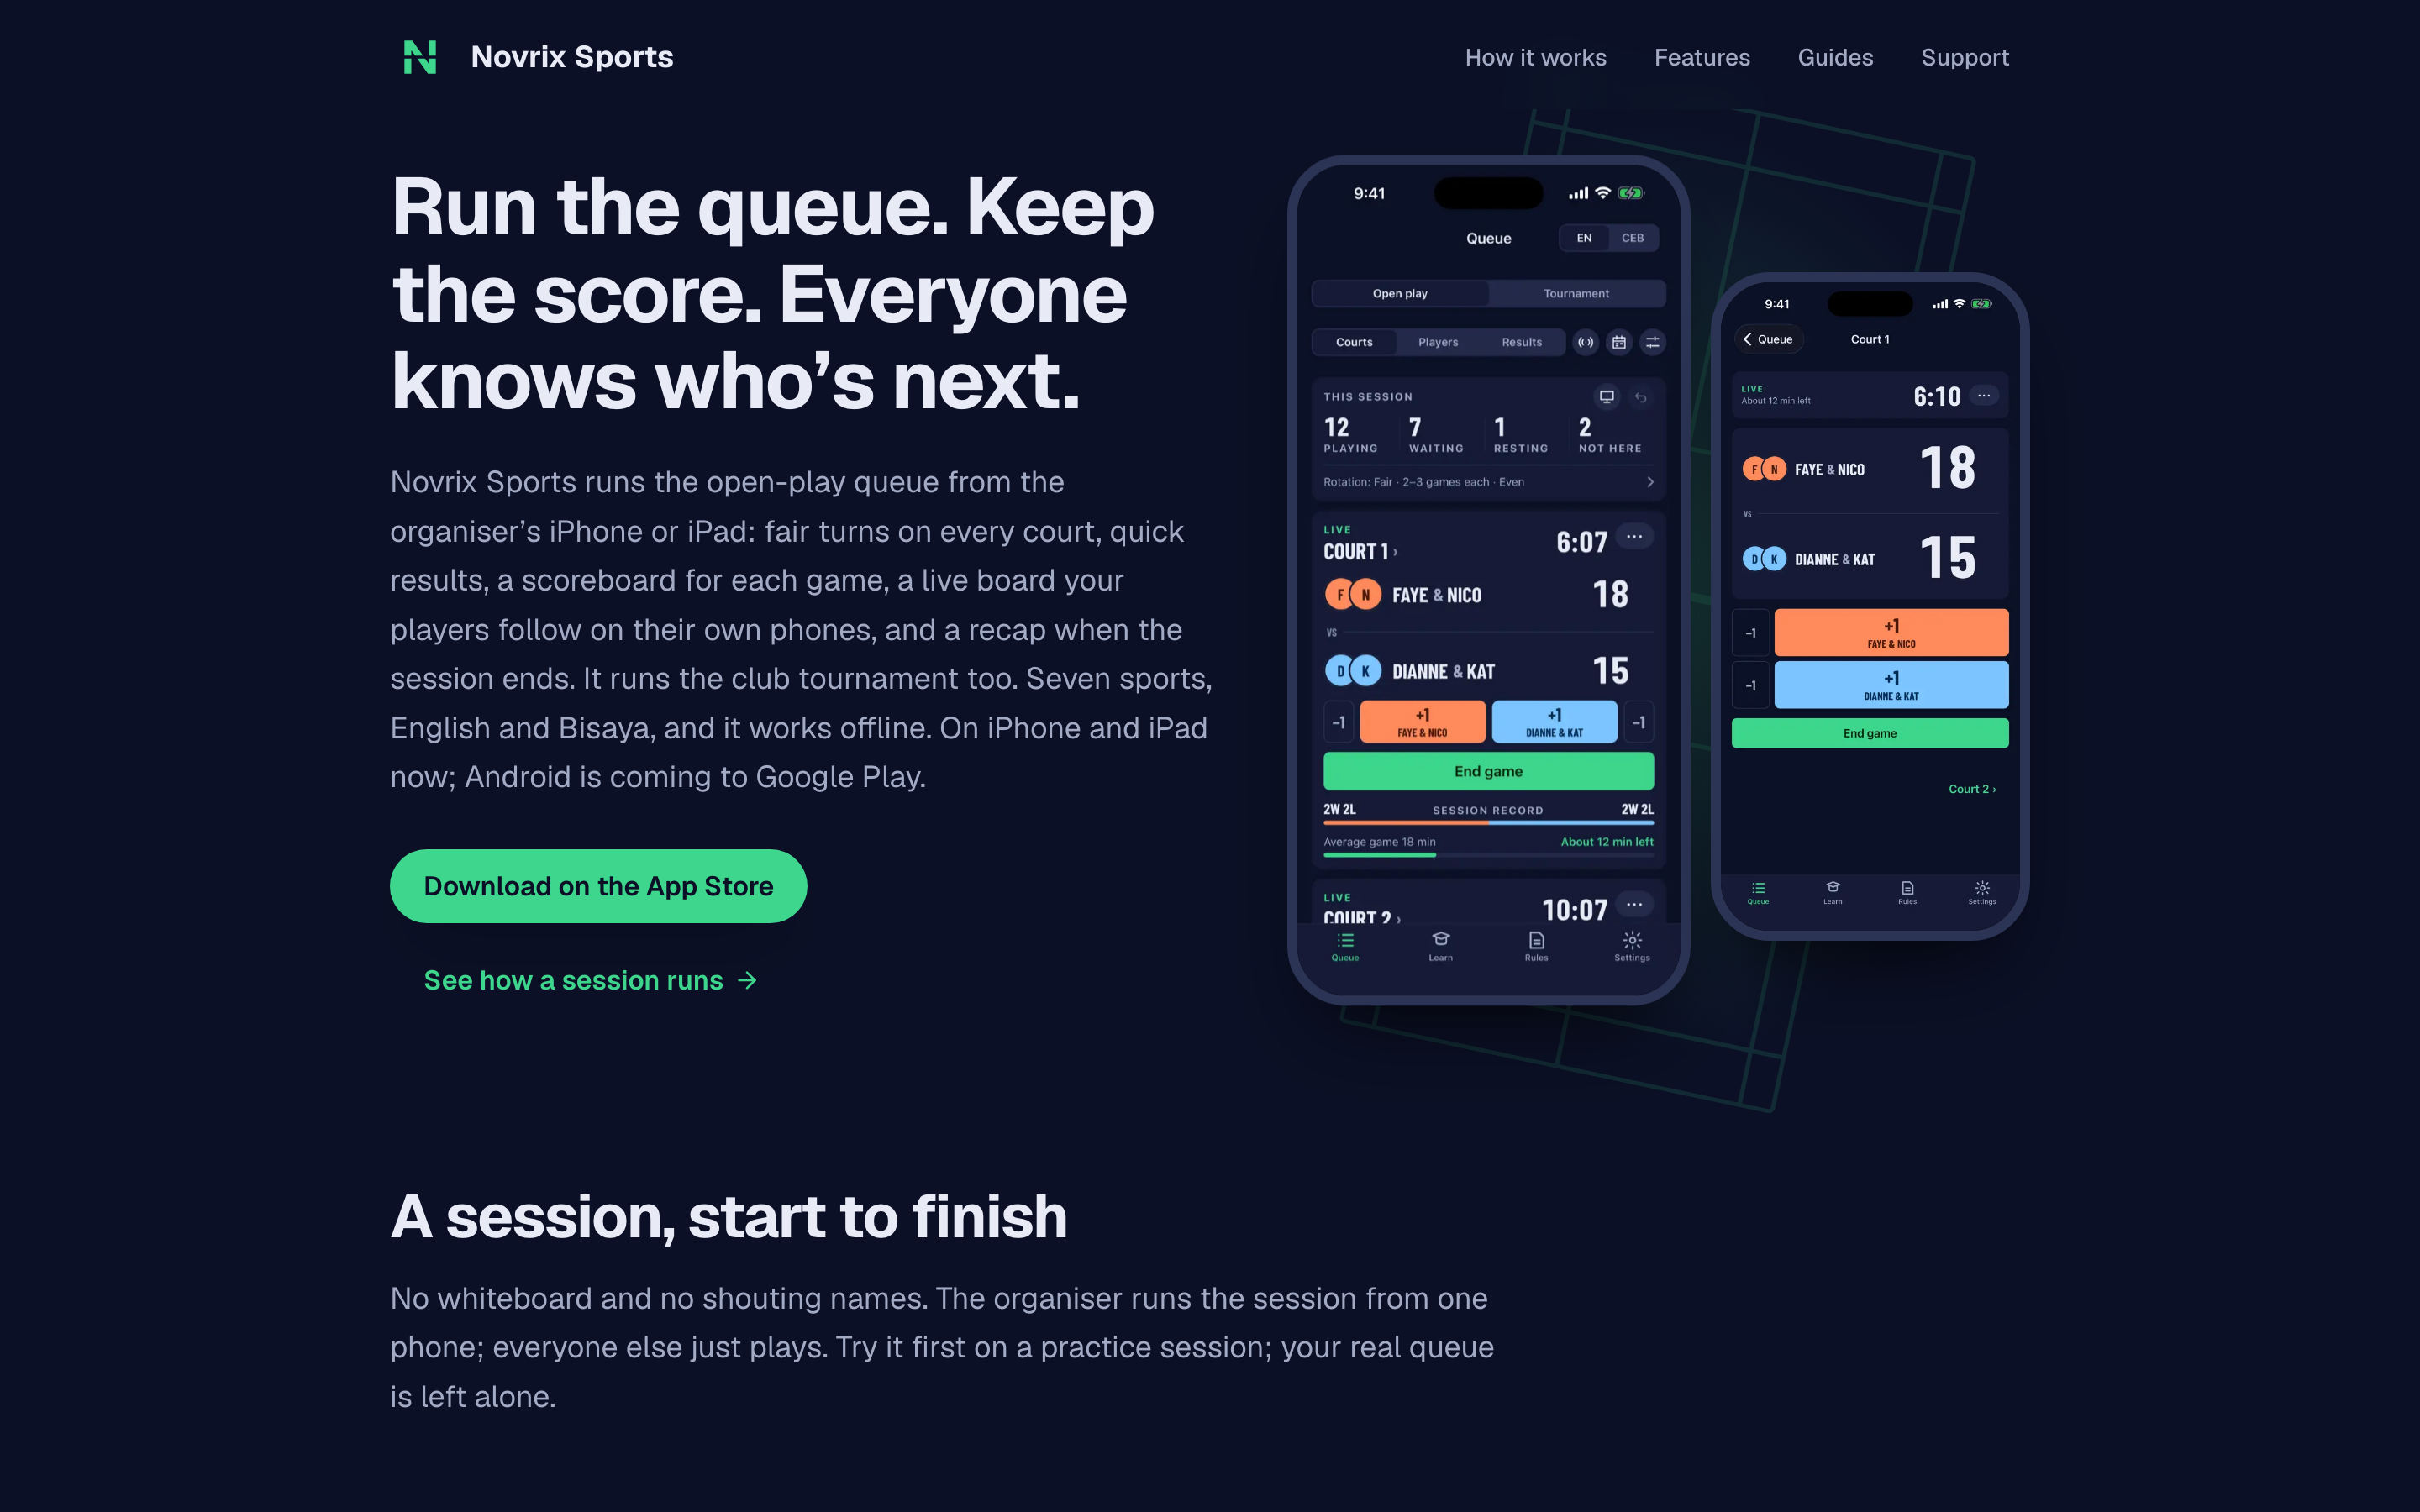 Novrix Sports
How it works
Features
Guides
Support
Run the queue. Keep
the score. Everyone
knows who’s next.
Novrix Sports runs the open-play queue from the
organiser’s iPhone or iPad: fair turns on every court, quick
results, a scoreboard for each game, a live board your
players follow on their own phones, and a recap when the
session ends. It runs the club tournament too. Seven sports,
English and Bisaya, and it works offline. On iPhone and iPad
now; Android is coming to Google Play.
Download on the App Store
See how a session runs →
9:41
Queue
EN CEB
Open play Tournament
Courts Players Results
THIS SESSION
12 7 1 2
PLAYING WAITING RESTING NOT HERE
Rotation: Fair · 2–3 games each · Even
LIVE
COURT 1 › 6:07
F N FAYE & NICO 18
VS
D K DIANNE & KAT 15
−1 +1 +1 −1
FAYE & NICO DIANNE & KAT
End game
2W 2L SESSION RECORD 2W 2L
Average game 18 min About 12 min left
LIVE
COURT 2 › 10:07
Queue Learn Rules Settings
9:41
Queue Court 1
LIVE
About 12 min left 6:10
F N FAYE & NICO 18
VS
D K DIANNE & KAT 15
−1 +1
FAYE & NICO
−1 +1
DIANNE & KAT
End game
Court 2 ›
Queue Learn Rules Settings
A session, start to finish
No whiteboard and no shouting names. The organiser runs the session from one
phone; everyone else just plays. Try it first on a practice session; your real queue
is left alone.